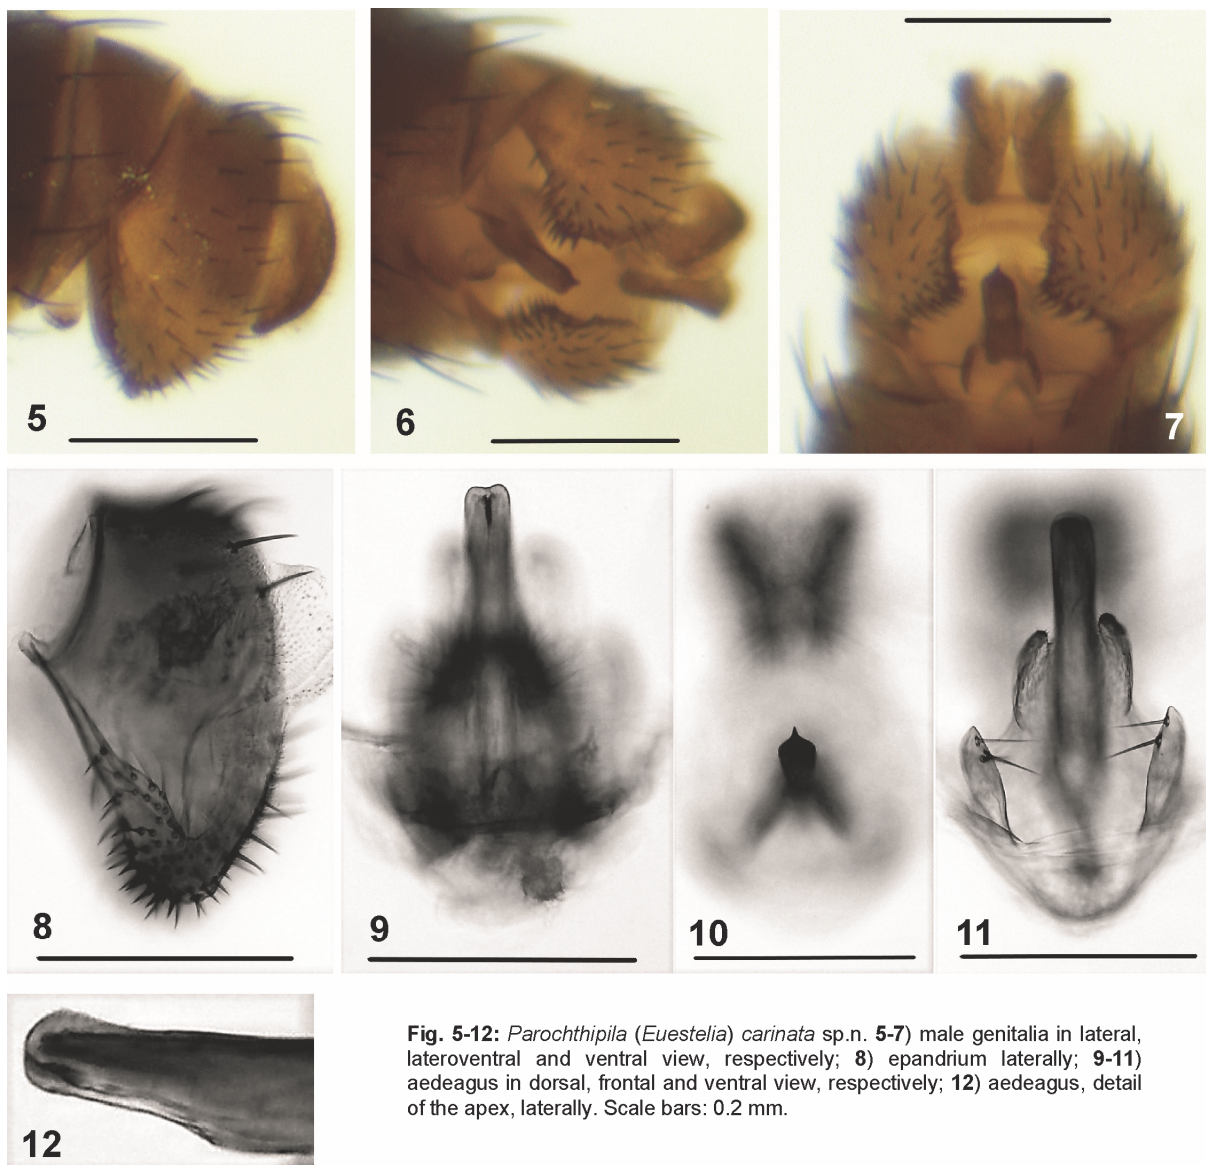 5
6
7
8
9
10
11
12
Fig. 5-12: Parochthipila (Euestelia) carinata sp.n. 5-7) male genitalia in lateral,
lateroventral and ventral view, respectively; 8) epandrium laterally; 9-11)
aedeagus in dorsal, frontal and ventral view, respectively; 12) aedeagus, detail
of the apex, laterally. Scale bars: 0.2 mm.